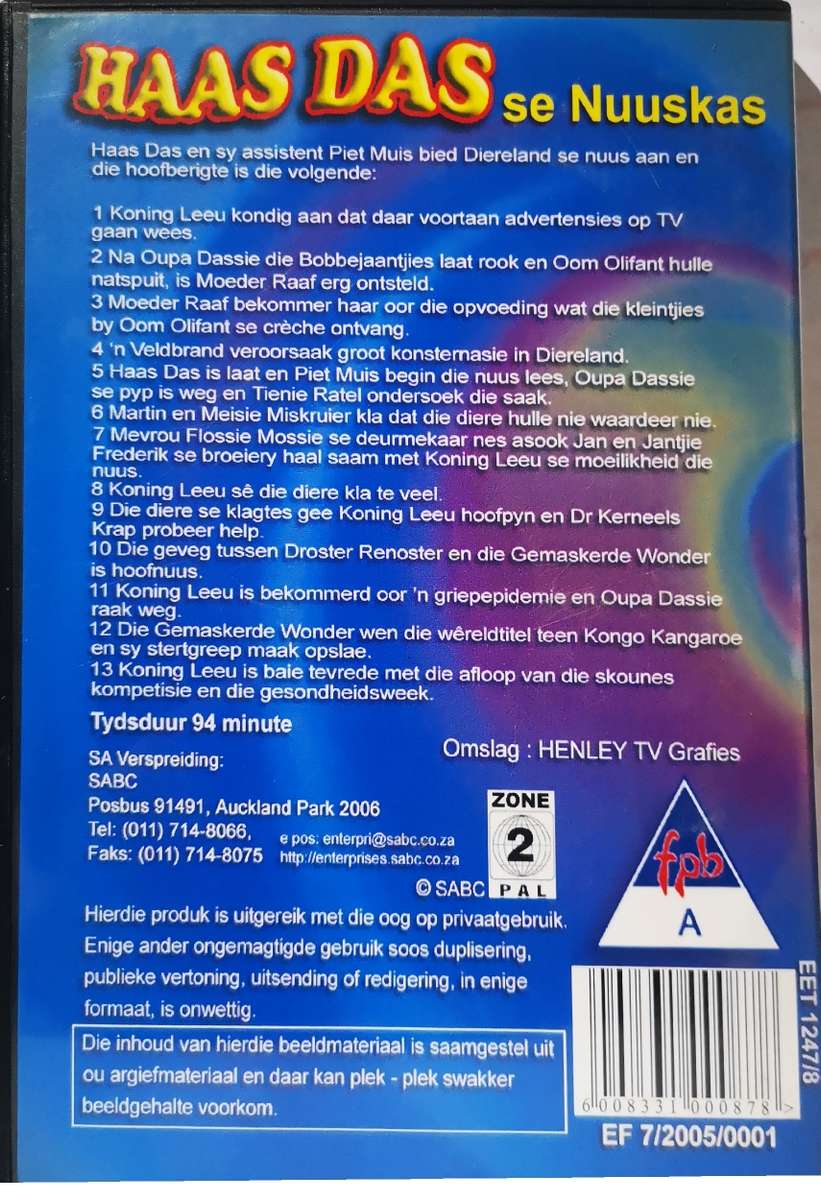 HAAS DAS se Nuuskas
Haas Das en sy assistent Piet Muis bied Diereland se nuus aan en
die hoofberigte is die volgende:
1 Koning Leeu kondig aan dat daar voortaan advertensies op TV
gaan wees.
2 Na Oupa Dassie die Bobbejaantjies laat rook en Oom Olifant hulle
natspuit, is Moeder Raaf erg ontsteld.
3 Moeder Raaf bekommer haar oor die opvoeding wat die kleintjies
by Oom Olifant se crèche ontvang.
4 'n Veldbrand veroorsaak groot konsternasie in Diereland.
5 Haas Das is laat en Piet Muis begin die nuus lees, Oupa Dassie
se pyp is weg en Tienie Ratel ondersoek die saak.
6 Martin en Meisie Miskruier kla dat die diere hulle nie waardeer nie.
7 Mevrou Flossie Mossie se deurmekaar nes asook Jan en Jantjie
Frederik se broeiery haal saam met Koning Leeu se moeilikheid die
nuus.
8 Koning Leeu sê die diere kla te veel.
9 Die diere se klagtes gee Koning Leeu hoofpyn en Dr Kerneels
Krap probeer help.
10 Die geveg tussen Droster Renoster en die Gemaskerde Wonder
is hoofnuus.
11 Koning Leeu is bekommerd oor 'n griepepidemie en Oupa Dassie
raak weg.
12 Die Gemaskerde Wonder wen die wêreldtitel teen Kongo Kangaroe
en sy stertgreep maak opslae.
13 Koning Leeu is baie tevrede met die afloop van die skounes
kompetisie en die gesondheidsweek.
Tydsduur 94 minute
Omslag : HENLEY TV Grafies
SA Verspreiding:
SABC
Posbus 91491, Auckland Park 2006
Tel: (011) 714-8066,
e pos: enterpri@sabc.co.za
Faks: (011) 714-8075
http://enterprises.sabc.co.za
© SABC
ZONE
2
PAL
fpb
A
Hierdie produk is uitgereik met die oog op privaatgebruik.
Enige ander ongemagtigde gebruik soos duplisering,
publieke vertoning, uitsending of redigering, in enige
formaat, is onwettig.
Die inhoud van hierdie beeldmateriaal is saamgestel uit
ou argiefmateriaal en daar kan plek - plek swakker
beeldgehalte voorkom.
EET 1247/8
6 008331 000878 >
EF 7/2005/0001